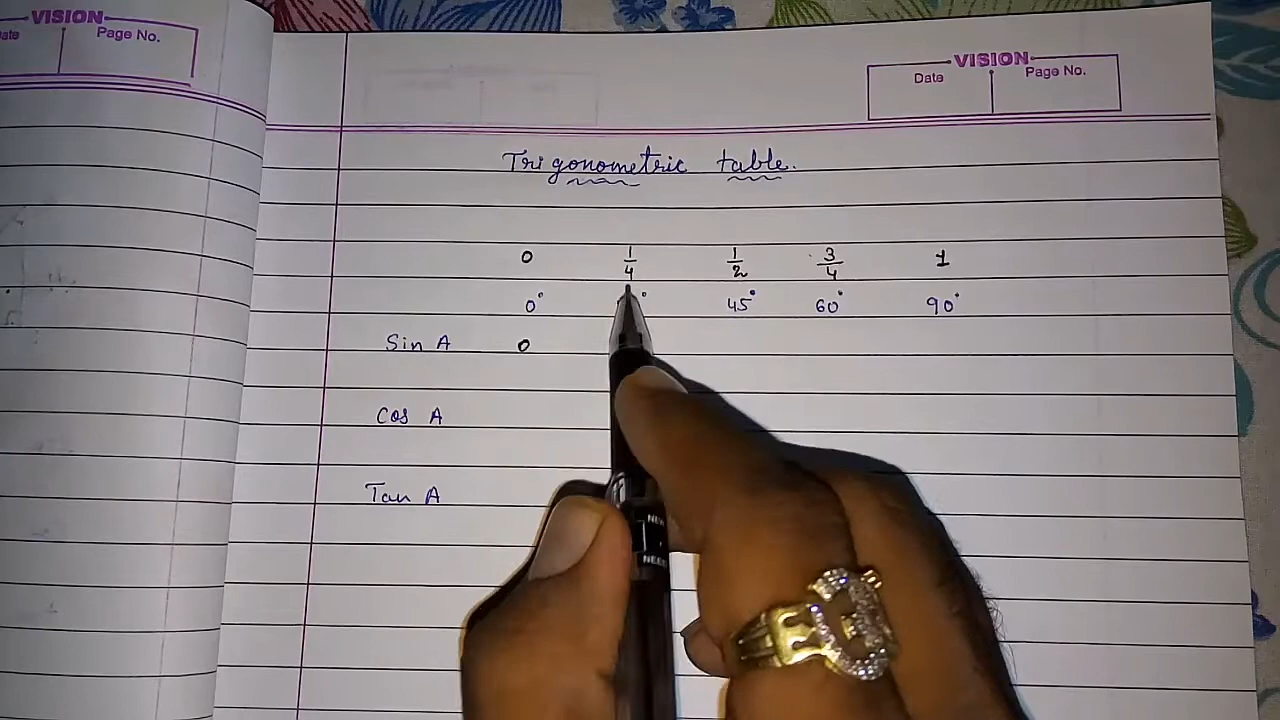 VISION
ate Page No.
VISION
Date Page No.
Trigonometric table.
0 1/4 1/2 3/4 1
0° ° 45° 60° 90°
Sin A 0
Cos A
Tan A